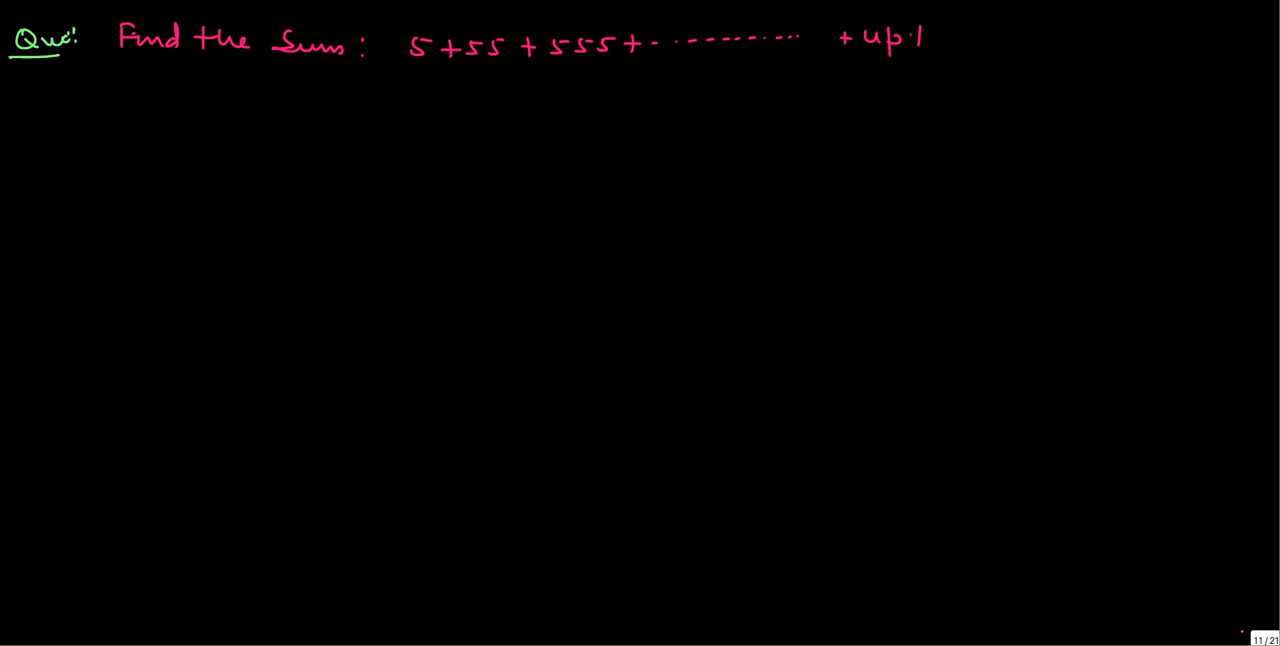 Que: Find the Sum: 5 + 55 + 555 + ------------ + up
11 / 21